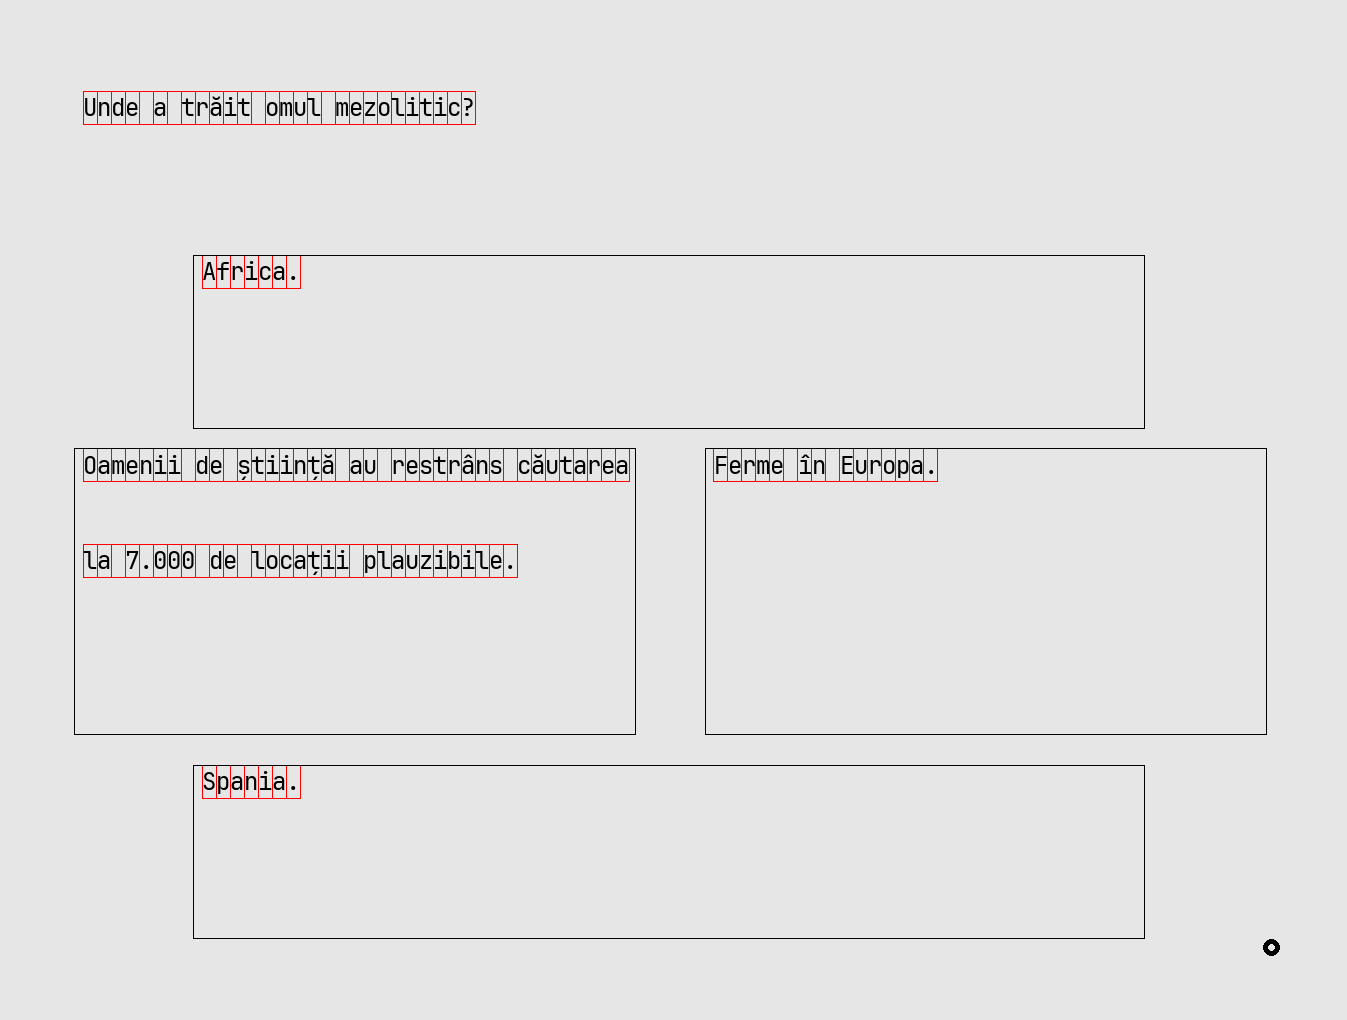 Unde a trăit omul mezolitic?
Africa.
Oamenii de știință au restrâns căutarea
la 7.000 de locații plauzibile.
Ferme în Europa.
Spania.